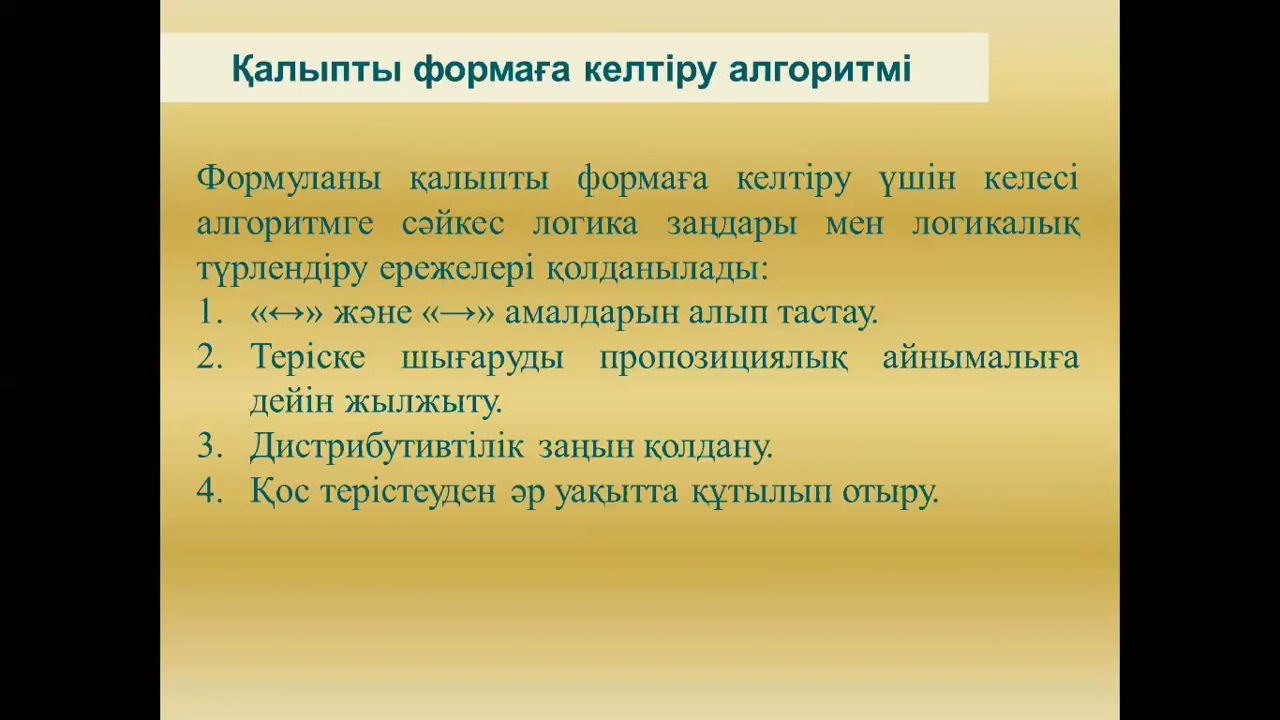 Қалыпты формаға келтіру алгоритмі
Формуланы қалыпты формаға келтіру үшін келесі
алгоритмге сәйкес логика заңдары мен логикалық
түрлендіру ережелері қолданылады:
1. «↔» және «→» амалдарын алып тастау.
2. Теріске шығаруды пропозициялық айнымалыға
дейін жылжыту.
3. Дистрибутивтілік заңын қолдану.
4. Қос терістеуден әр уақытта құтылып отыру.